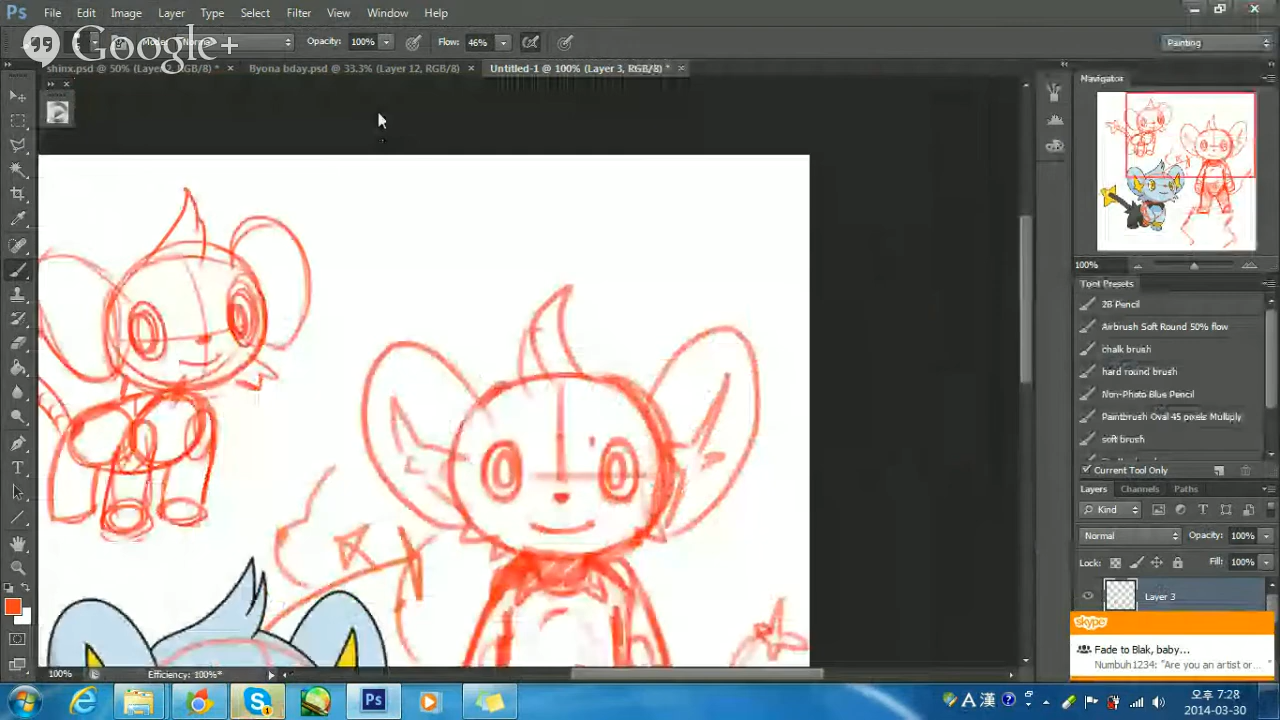 Ps File Edit Image Layer Type Select Filter View Window Help
Google+
Opacity: 100% Flow: 46% Painting
shinx.psd @ 50% (Layer 2, RGB/8) * × Byona bday.psd @ 33.3% (Layer 12, RGB/8) × Untitled-1 @ 100% (Layer 3, RGB/8) * ×
Navigator
100%
Tool Presets
2B Pencil
Airbrush Soft Round 50% flow
chalk brush
hard round brush
Non-Photo Blue Pencil
Paintbrush Oval 45 pixels Multiply
soft brush
Current Tool Only
Layers Channels Paths
Kind
Normal Opacity: 100%
Lock: Fill: 100%
Layer 3
skype
Fade to Blak, baby...
Numbuh1234: "Are you an artist or... "
100% Efficiency: 100%*
A 漢
오후 7:28
2014-03-30